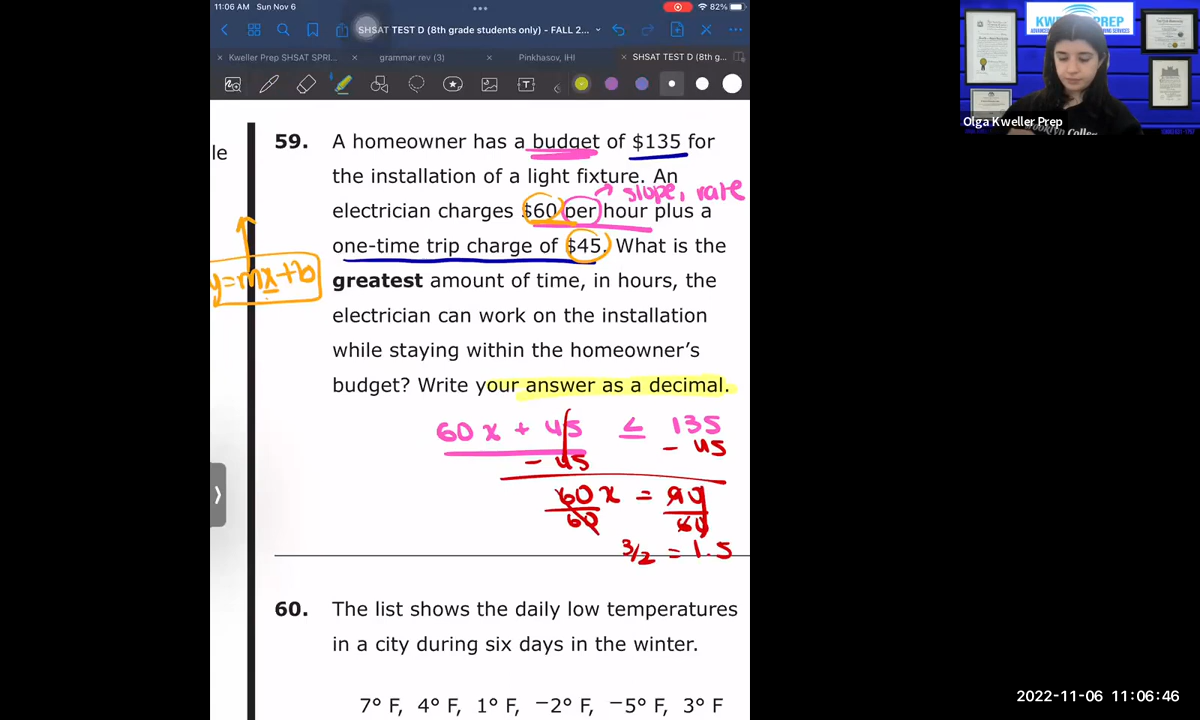 11:06 AM Sun Nov 6
82%
SHSAT TEST D (8th grade students only) - FALL 2...
Kweller Prep SHSAT SPRI...
grammar rev (3)
Pinkhasov, IHI
SHSAT TEST D (8th g...
T
Olga Kweller Prep
le
59. A homeowner has a budget of $135 for
the installation of a light fixture. An
slope, rate
electrician charges $60 per hour plus a
one-time trip charge of $45. What is the
y=mx+b
greatest amount of time, in hours, the
electrician can work on the installation
while staying within the homeowner's
budget? Write your answer as a decimal.
60x + 45 ≤ 135
- 45 - 45
60x = 90
60 60
3/2 = 1.5
60. The list shows the daily low temperatures
in a city during six days in the winter.
7° F, 4° F, 1° F, −2° F, −5° F, 3° F
2022-11-06 11:06:46